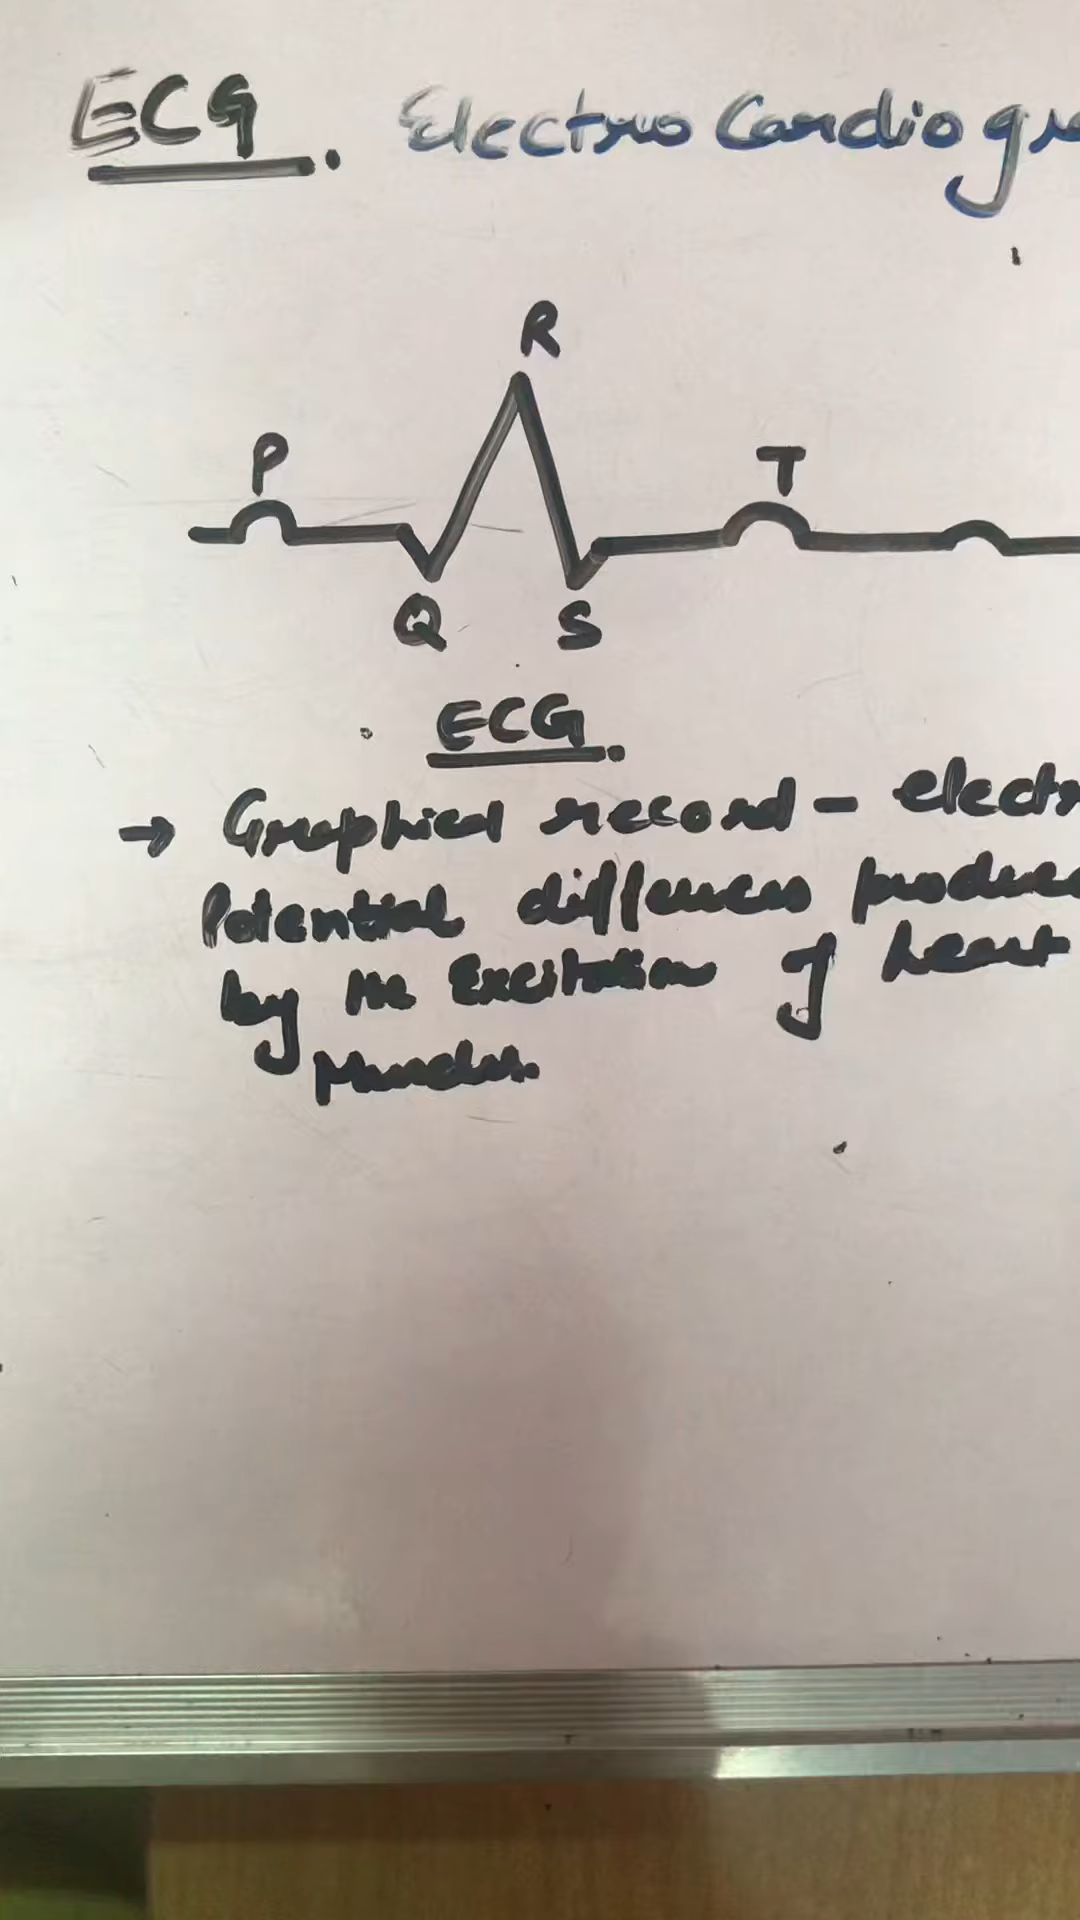 ECG. Electro Cardiogr
R
P
T
Q
S
ECG.
→ Graphical record - electr
Potential differences produce
by the Excitation of heart
Muscles.